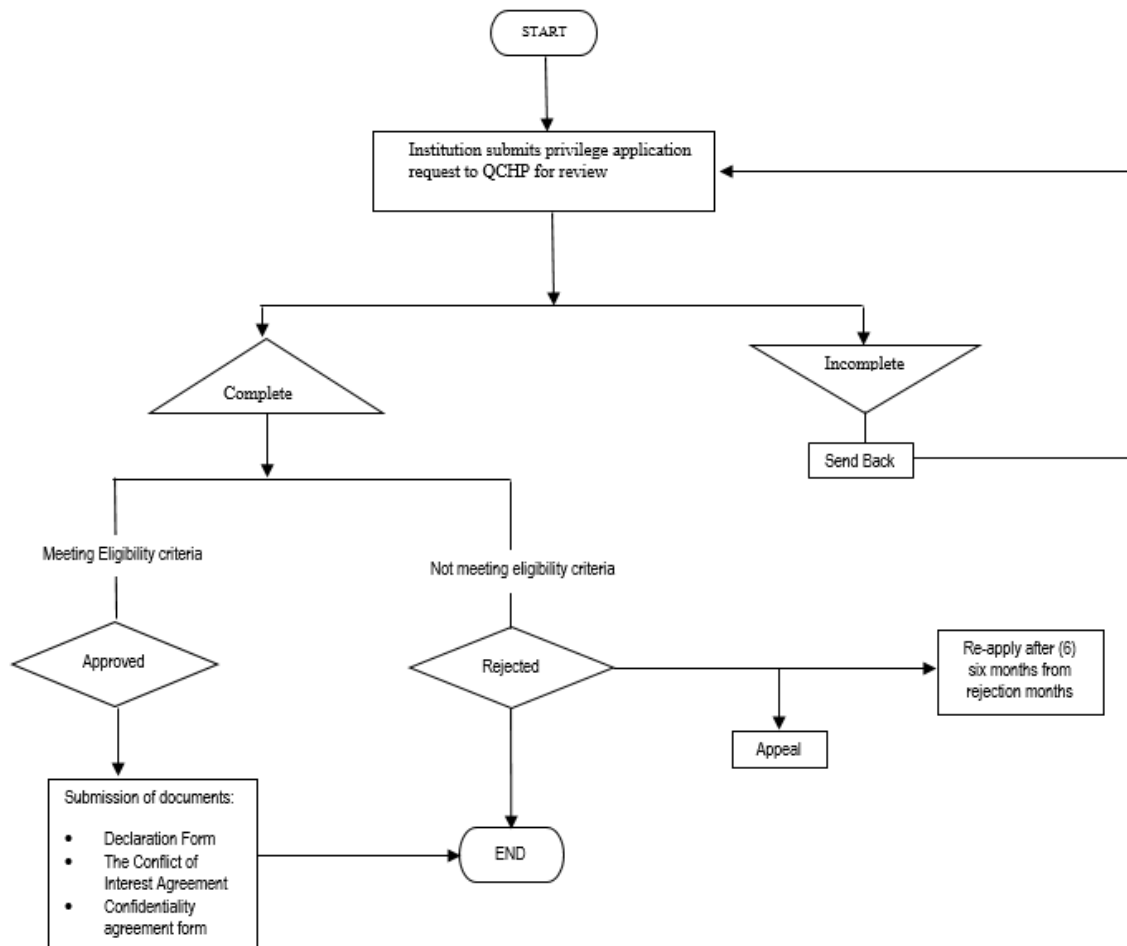 START
Institution submits privilege application
request to QCHP for review
Complete
Incomplete
Send Back
Meeting Eligibility criteria
Not meeting eligibility criteria
Approved
Rejected
Re-apply after (6)
six months from
rejection months
Appeal
Submission of documents:
• Declaration Form
• The Conflict of
Interest Agreement
• Confidentiality
agreement form
END